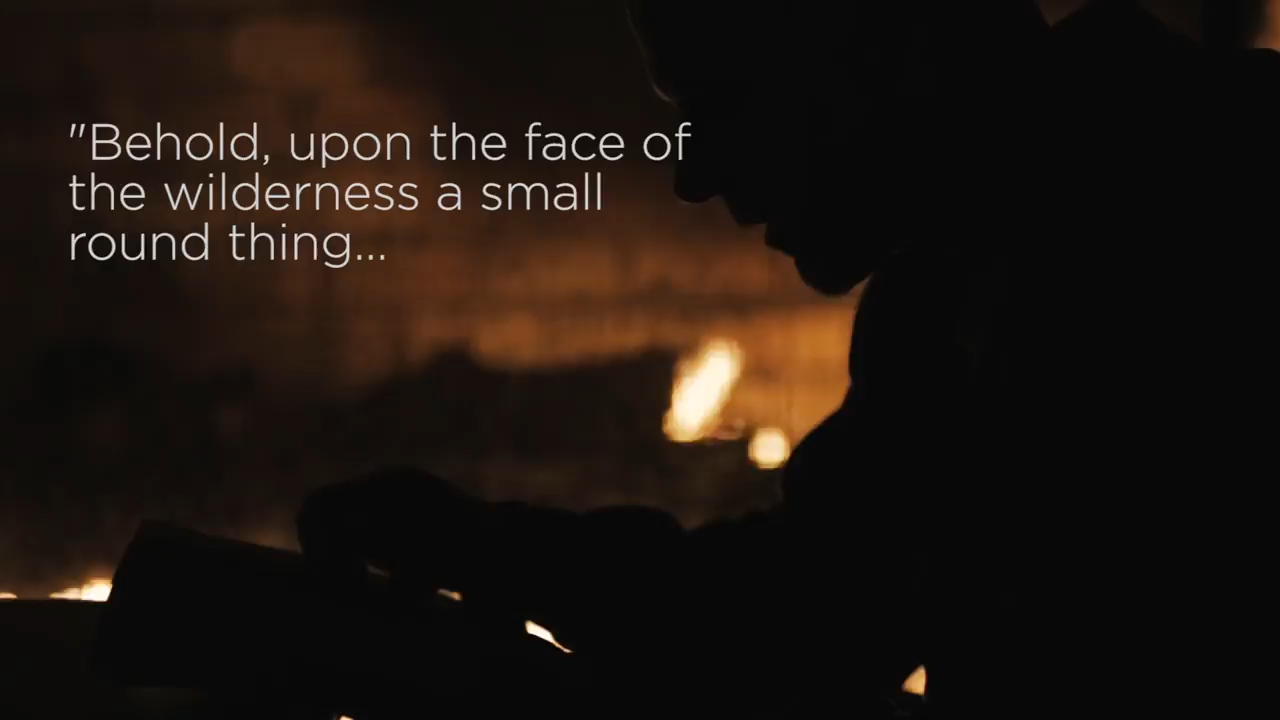 "Behold, upon the face of
the wilderness a small
round thing...